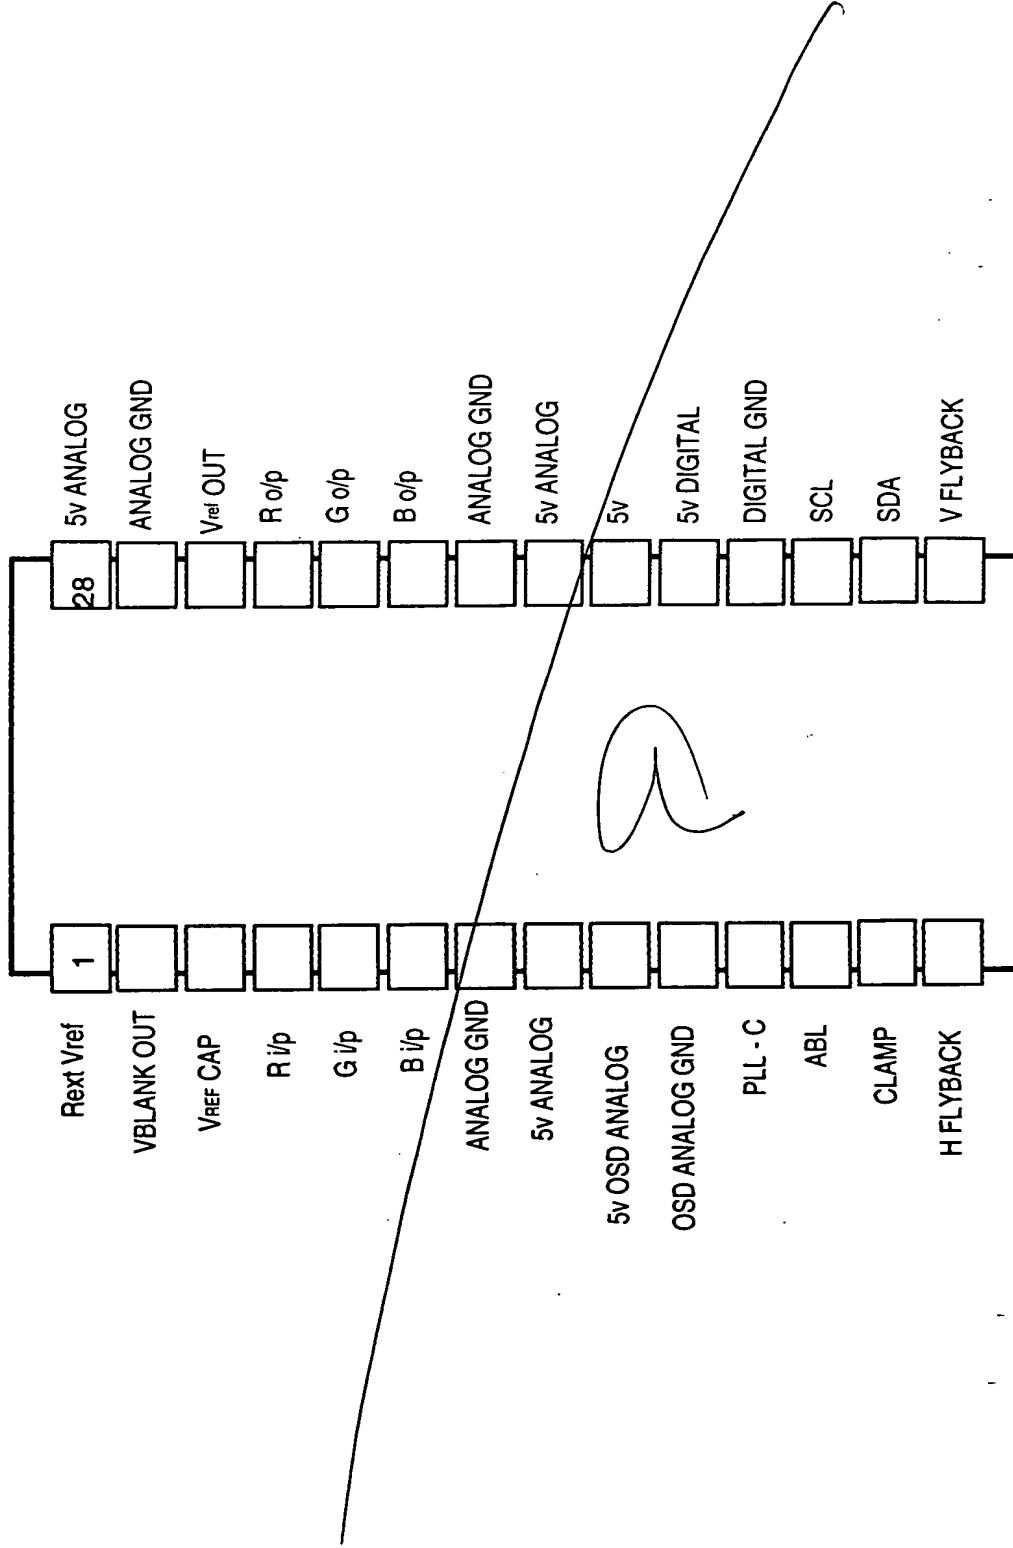 Rext Vref
VBLANK OUT
VREF CAP
R i/p
G i/p
B i/p
ANALOG GND
5v ANALOG
5v OSD ANALOG
OSD ANALOG GND
PLL - C
ABL
CLAMP
H FLYBACK
1
28
5v ANALOG
ANALOG GND
Vref OUT
R o/p
G o/p
B o/p
ANALOG GND
5v ANALOG
5v
5v DIGITAL
DIGITAL GND
SCL
SDA
V FLYBACK